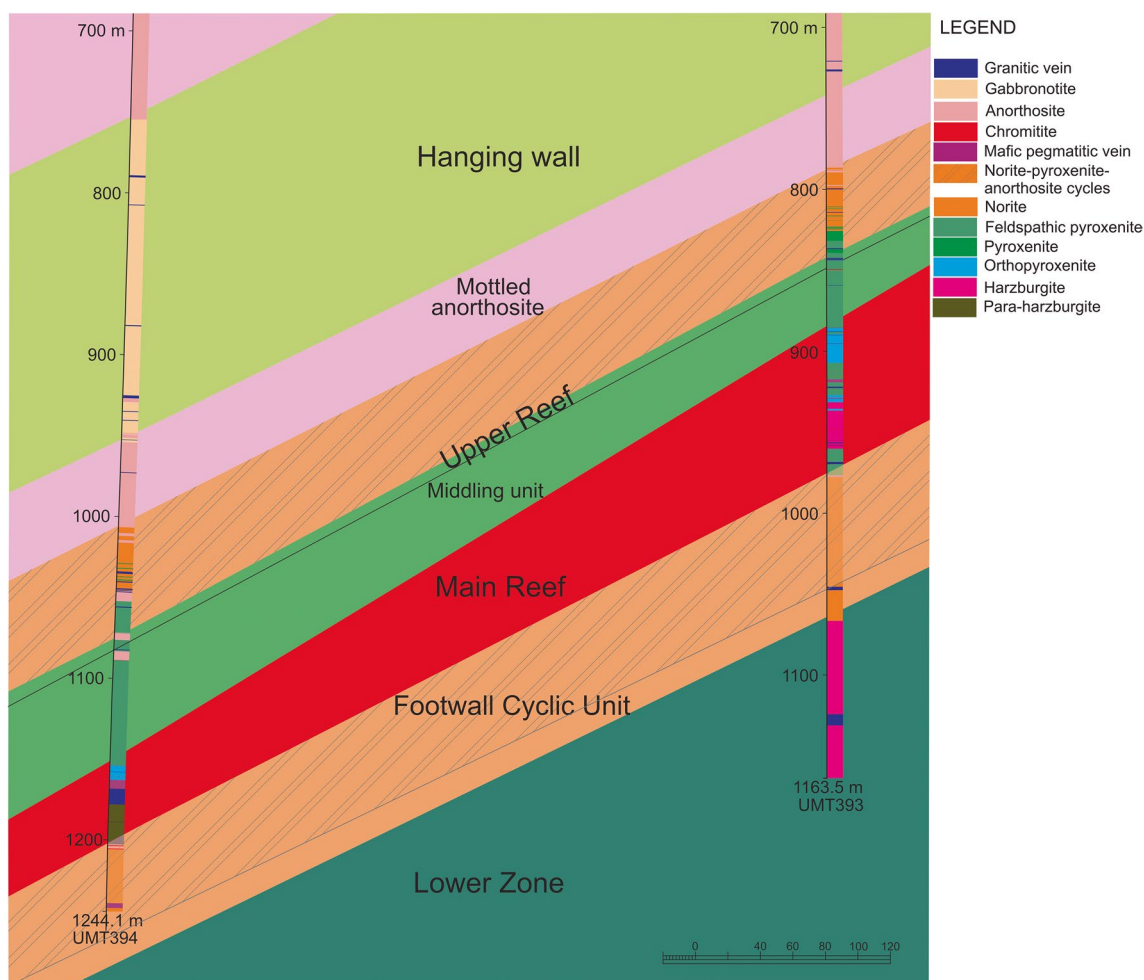 700 m
800
900
1000
1100
1200
1244.1 m
UMT394
Hanging wall
Mottled
anorthosite
Upper Reef
Middling unit
Main Reef
Footwall Cyclic Unit
Lower Zone
700 m
800
900
1000
1100
1163.5 m
UMT393
0 40 60 80 100 120
LEGEND
Granitic vein
Gabbronotite
Anorthosite
Chromitite
Mafic pegmatitic vein
Norite-pyroxenite-
anorthosite cycles
Norite
Feldspathic pyroxenite
Pyroxenite
Orthopyroxenite
Harzburgite
Para-harzburgite